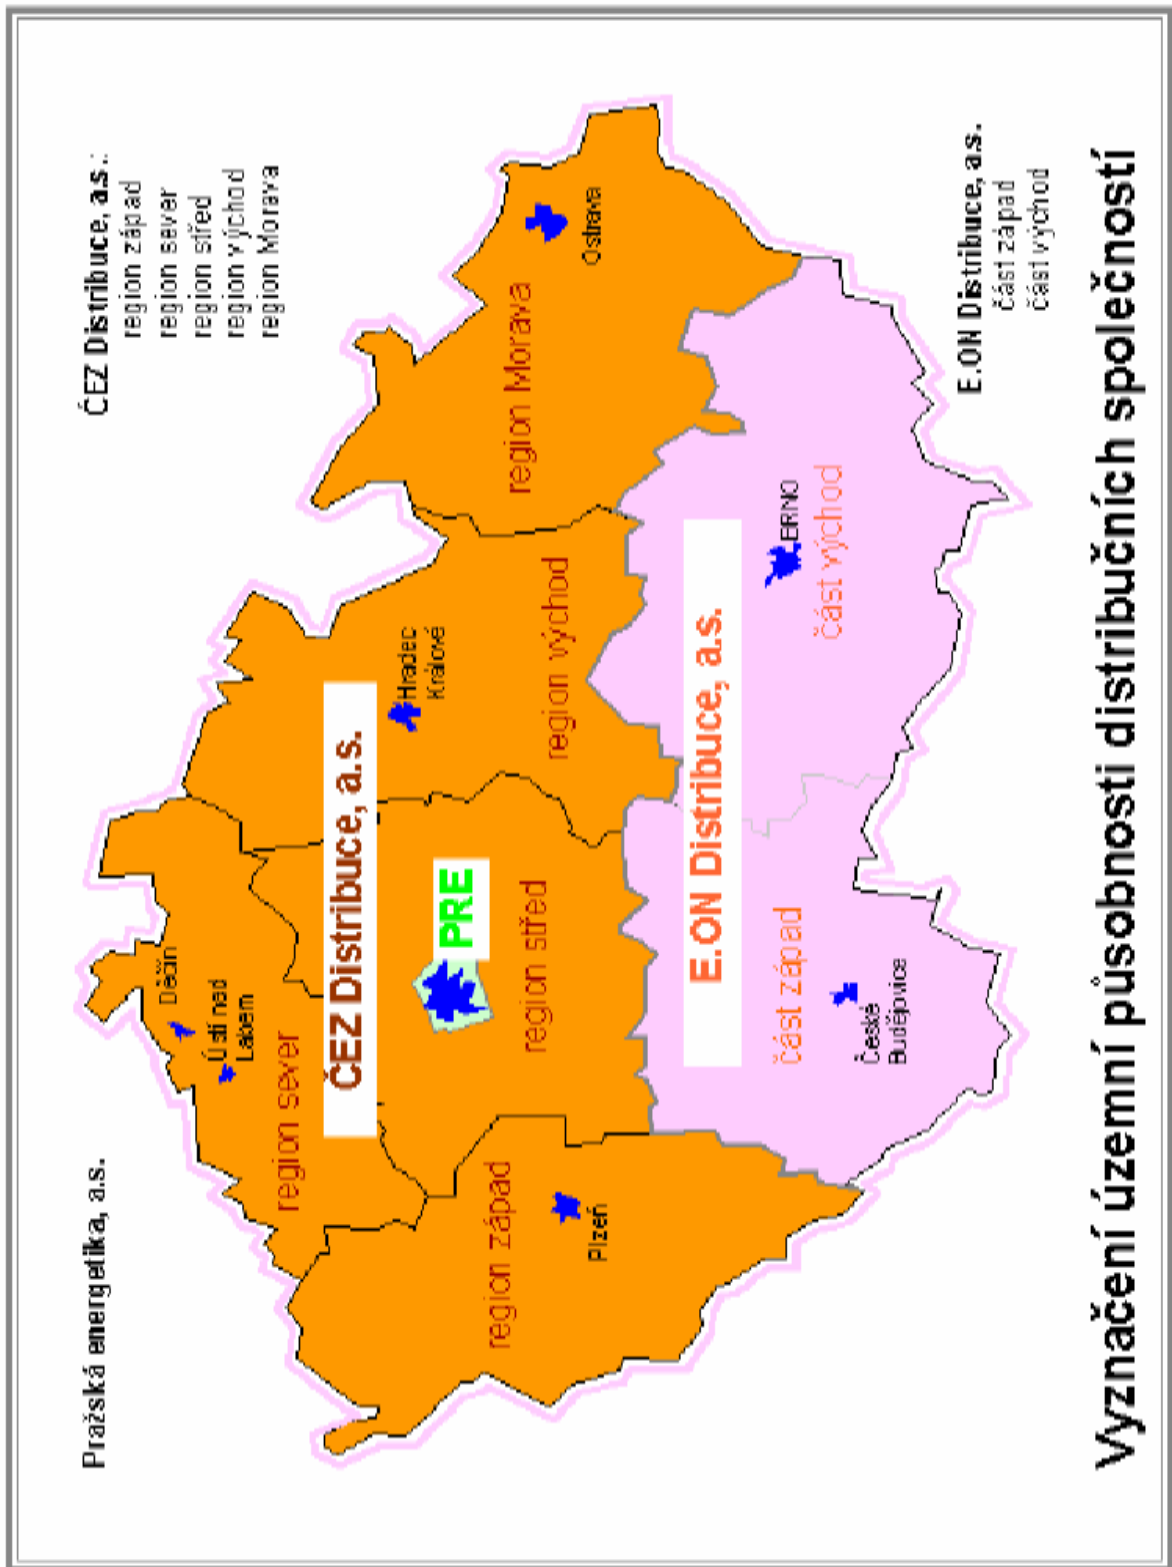 Pražská energetika, a.s.
ČEZ Distribuce, a.s.:
region západ
region sever
region střed
region východ
region Morava
Děčín
Ústí nad
Labem
region sever
ČEZ Distribuce, a.s.
Hradec
Králové
PRE
region západ
region střed
region východ
region Morava
Plzeň
Ostrava
E.ON Distribuce, a.s.
část západ
BRNO
část východ
České
Budějovice
E.ON Distribuce, a.s.
část západ
část východ
Vyznačení územní působnosti distribučních společností